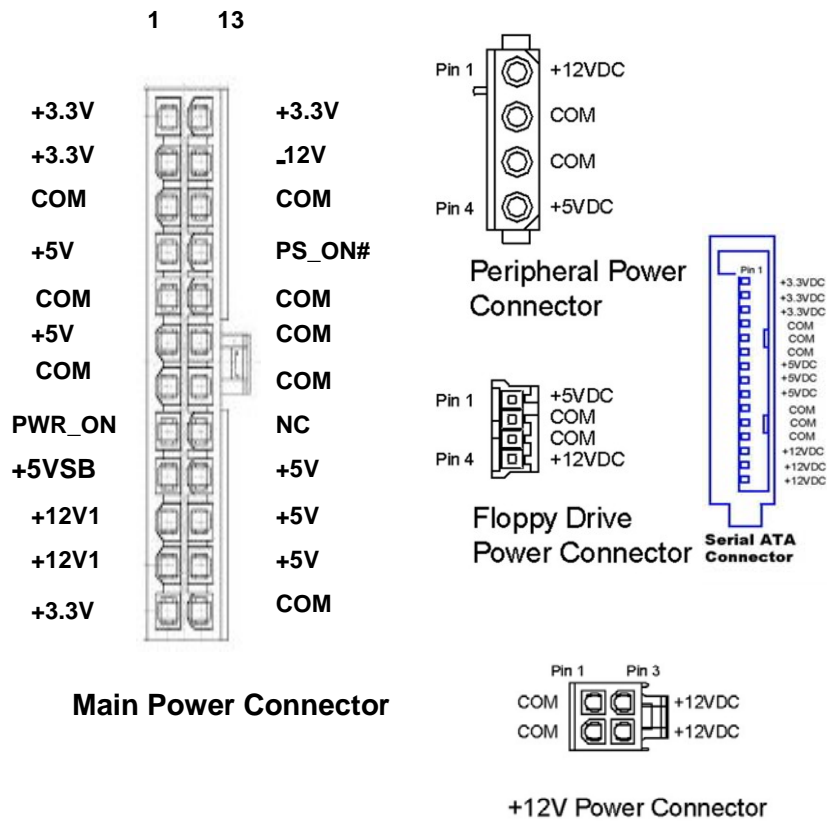 1 13
+3.3V +3.3V
+3.3V -12V
COM COM
+5V PS_ON#
COM COM
+5V COM
COM COM
PWR_ON NC
+5VSB +5V
+12V1 +5V
+12V1 +5V
+3.3V COM
Main Power Connector
Pin 1 +12VDC
COM
COM
Pin 4 +5VDC
Peripheral Power
Connector
Pin 1 +5VDC
COM
COM
Pin 4 +12VDC
Floppy Drive
Power Connector
Pin 1
+3.3VDC
+3.3VDC
+3.3VDC
COM
COM
COM
+5VDC
+5VDC
+5VDC
COM
COM
COM
+12VDC
+12VDC
+12VDC
Serial ATA
Connector
Pin 1 Pin 3
COM +12VDC
COM +12VDC
+12V Power Connector